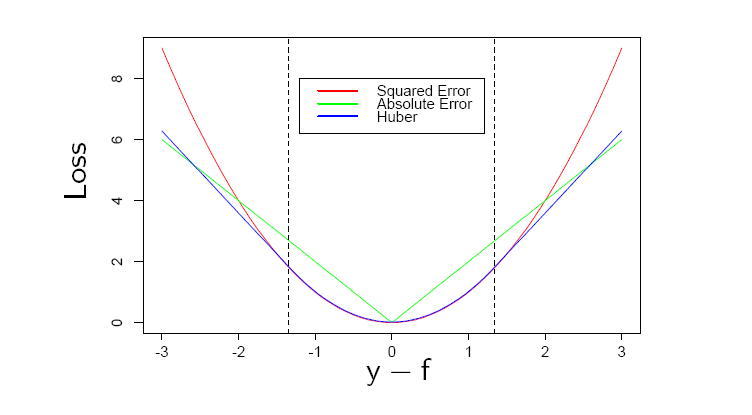 Squared Error
Absolute Error
Huber
Loss
8
6
4
2
0
-3 -2 -1 0 1 2 3
y − f